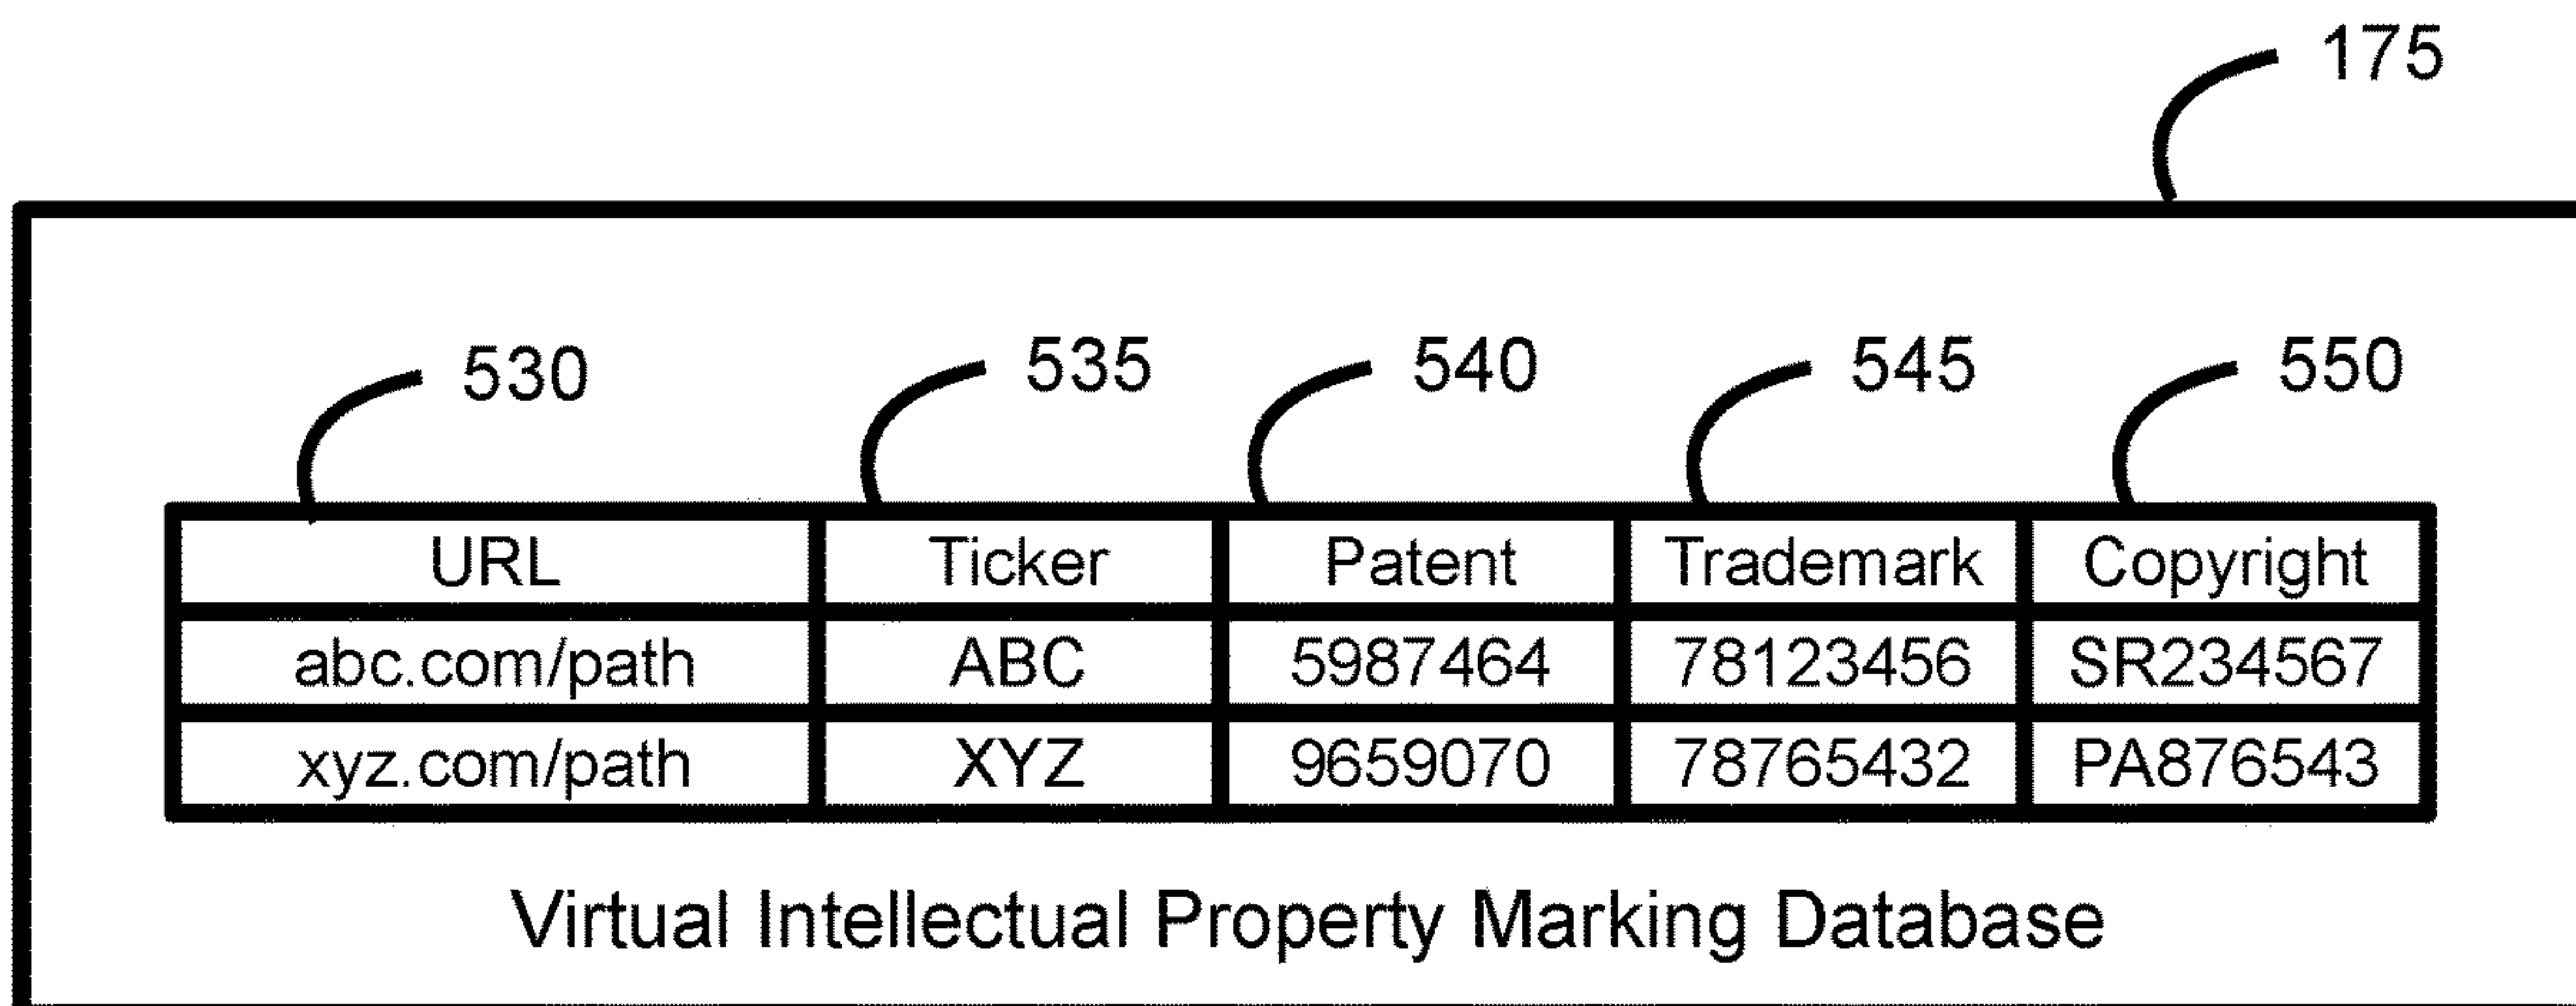 175
530 535 540 545 550
URL Ticker Patent Trademark Copyright
abc.com/path ABC 5987464 78123456 SR234567
xyz.com/path XYZ 9659070 78765432 PA876543
Virtual Intellectual Property Marking Database